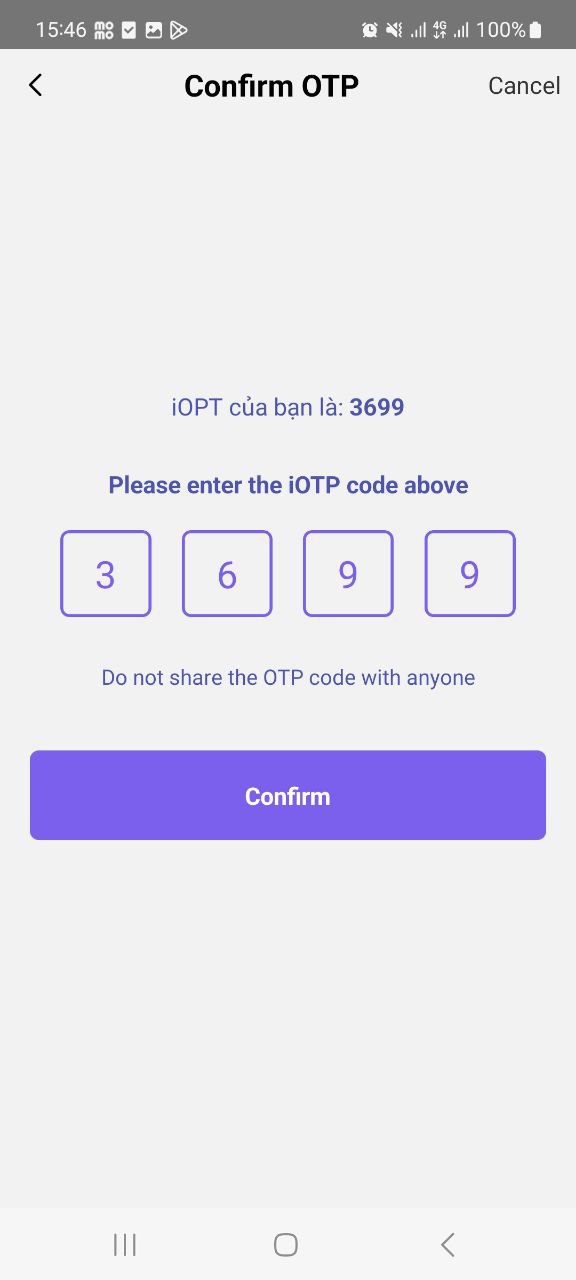 15:46 mo mo 4G 100%
Confirm OTP Cancel
iOPT của bạn là: 3699
Please enter the iOTP code above
3 6 9 9
Do not share the OTP code with anyone
Confirm